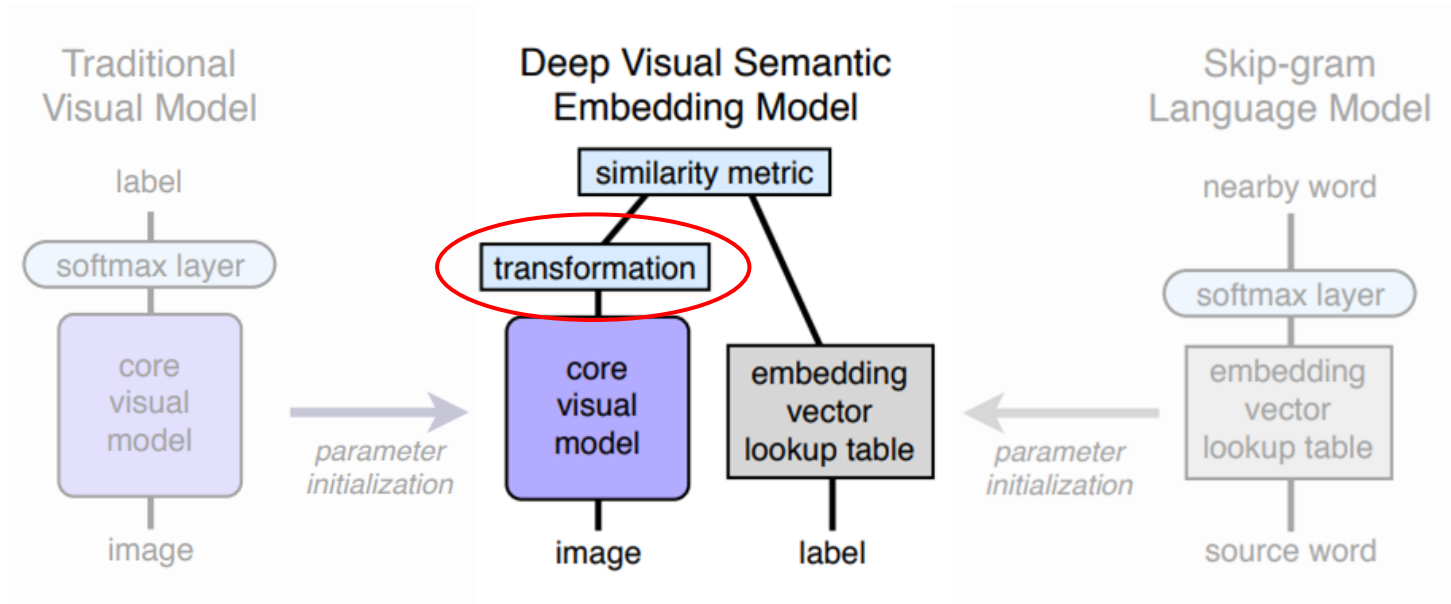 Traditional
Visual Model
label
softmax layer
core
visual
model
image
parameter
initialization
Deep Visual Semantic
Embedding Model
similarity metric
transformation
core
visual
model
image
embedding
vector
lookup table
label
parameter
initialization
Skip-gram
Language Model
nearby word
softmax layer
embedding
vector
lookup table
source word